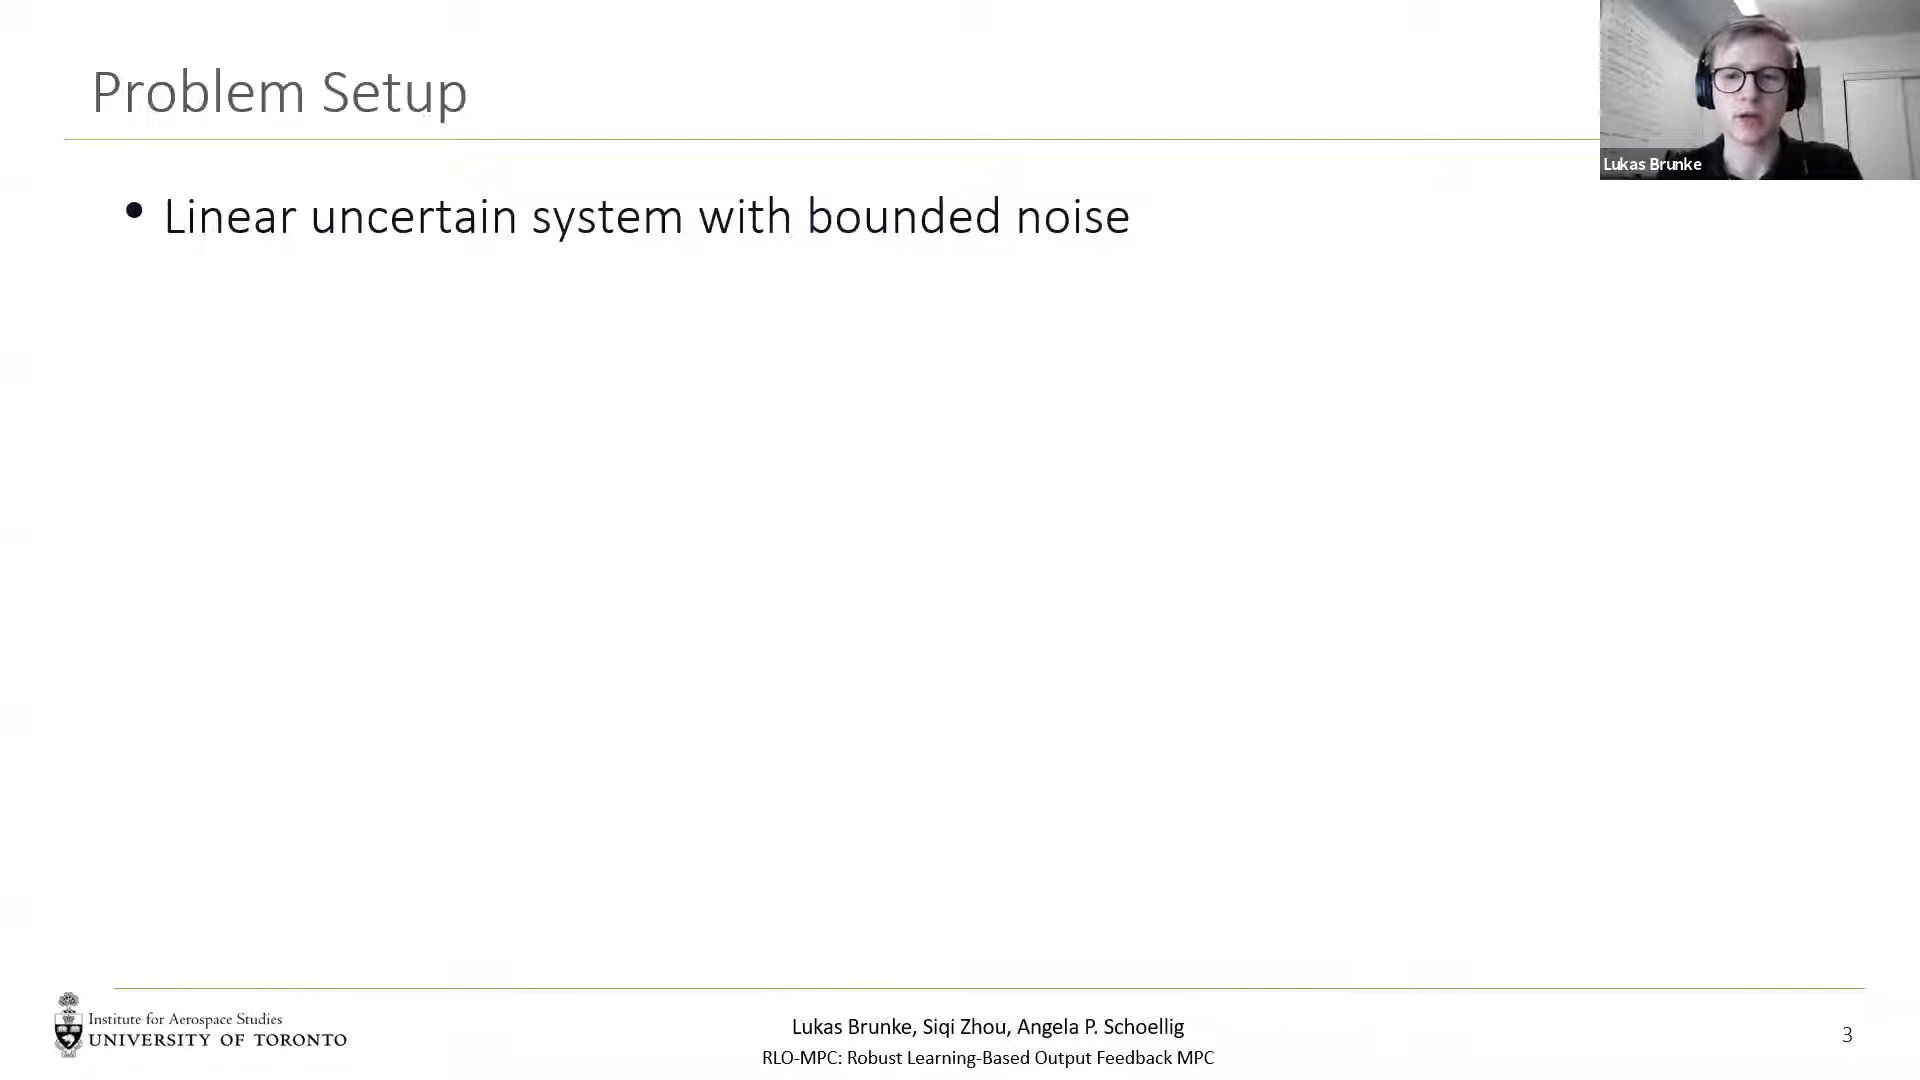 Problem Setup
Lukas Brunke
• Linear uncertain system with bounded noise
Institute for Aerospace Studies
UNIVERSITY OF TORONTO
Lukas Brunke, Siqi Zhou, Angela P. Schoellig
RLO-MPC: Robust Learning-Based Output Feedback MPC
3